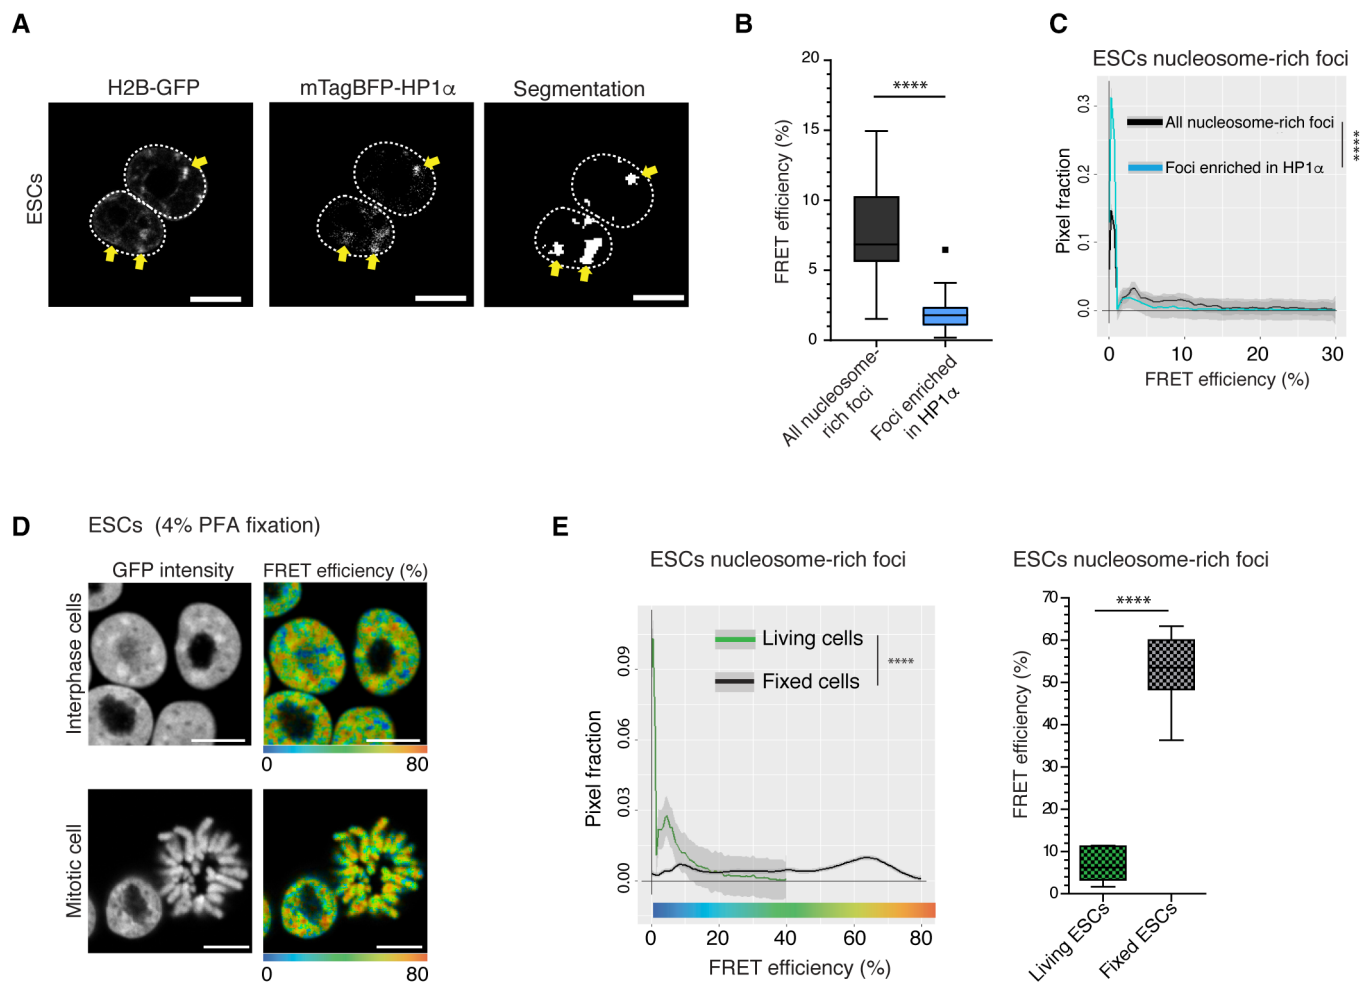 A
H2B-GFP
mTagBFP-HP1α
Segmentation
ESCs
B
20
15
10
5
0
FRET efficiency (%)
****
All nucleosome-
rich foci
Foci enriched
in HP1α
C
ESCs nucleosome-rich foci
0.3
0.2
0.1
0.0
Pixel fraction
All nucleosome-rich foci
Foci enriched in HP1α
****
0
10
20
30
FRET efficiency (%)
D
ESCs (4% PFA fixation)
GFP intensity
FRET efficiency (%)
Interphase cells
0
80
Mitotic cell
0
80
E
ESCs nucleosome-rich foci
Living cells
Fixed cells
****
0.09
0.06
0.03
0.00
Pixel fraction
0
20
40
60
80
FRET efficiency (%)
ESCs nucleosome-rich foci
70
60
50
40
30
20
10
0
FRET efficiency (%)
****
Living ESCs
Fixed ESCs